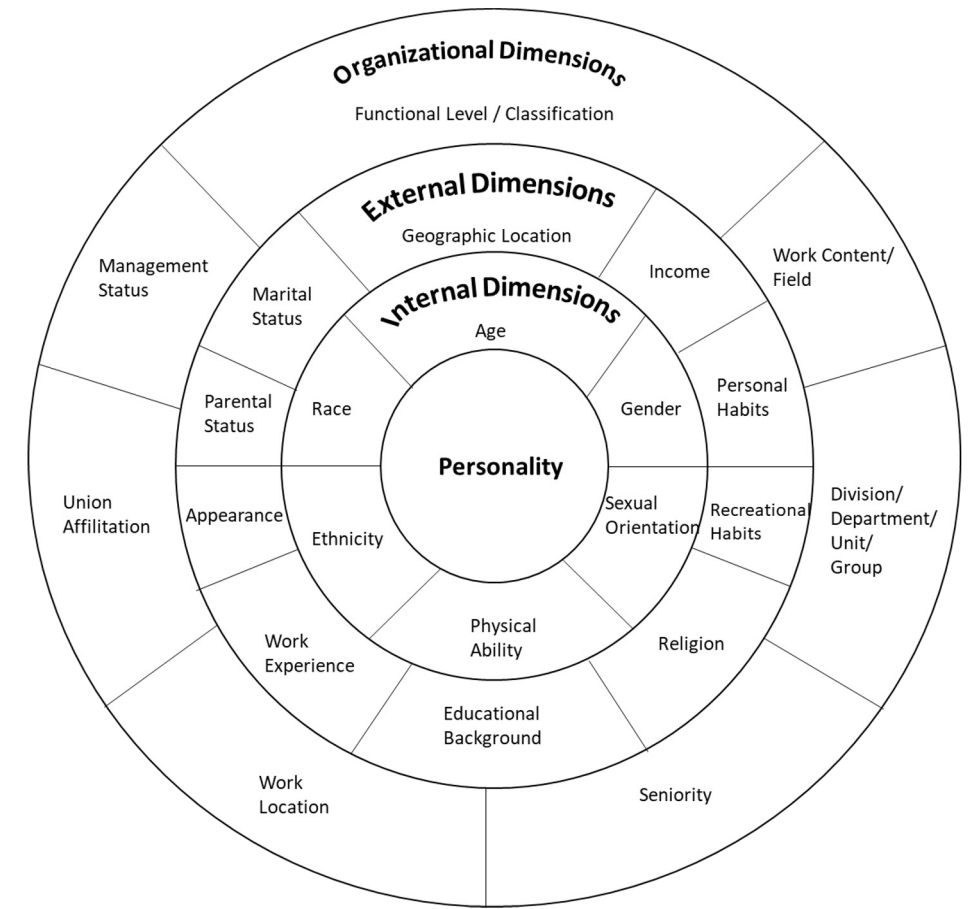 Organizational Dimensions
Functional Level / Classification
External Dimensions
Geographic Location
Internal Dimensions
Age
Personality
Management
Status
Marital
Status
Income
Work Content/
Field
Parental
Status
Race
Gender
Personal
Habits
Union
Affilitation
Appearance
Ethnicity
Sexual
Orientation
Recreational
Habits
Division/
Department/
Unit/
Group
Work
Experience
Physical
Ability
Religion
Educational
Background
Work
Location
Seniority